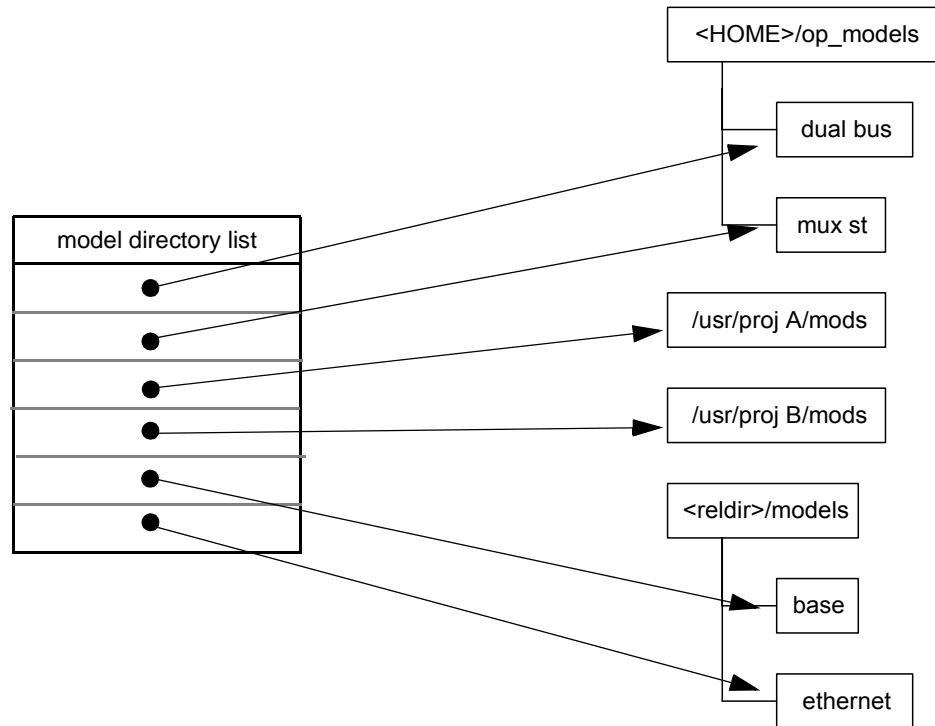 <HOME>/op_models
dual bus
mux st
model directory list
/usr/proj A/mods
/usr/proj B/mods
<reldir>/models
base
ethernet